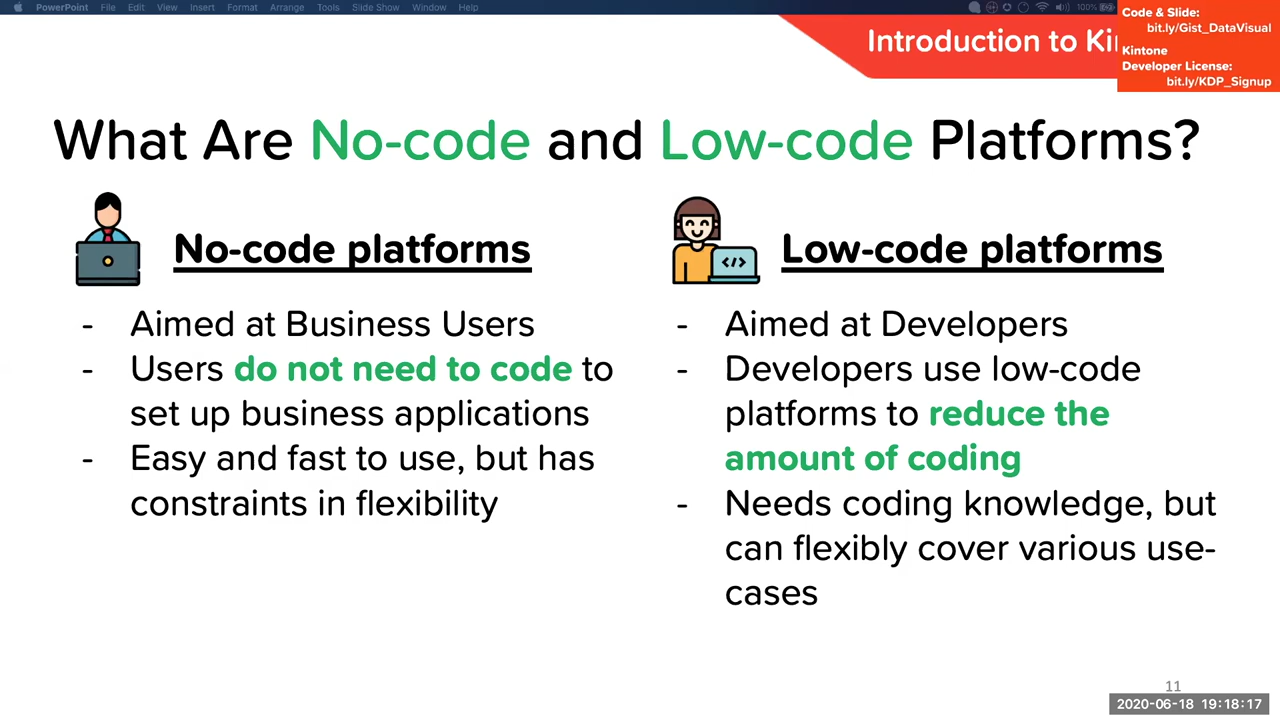 PowerPoint File Edit View Insert Format Arrange Tools Slide Show Window Help 100%
Code & Slide:
bit.ly/Gist_DataVisual
Introduction to Ki
Kintone
Developer License:
bit.ly/KDP_Signup
What Are No-code and Low-code Platforms?
No-code platforms
- Aimed at Business Users
- Users do not need to code to
set up business applications
- Easy and fast to use, but has
constraints in flexibility
</>
Low-code platforms
- Aimed at Developers
- Developers use low-code
platforms to reduce the
amount of coding
- Needs coding knowledge, but
can flexibly cover various use-
cases
11
2020-06-18 19:18:17